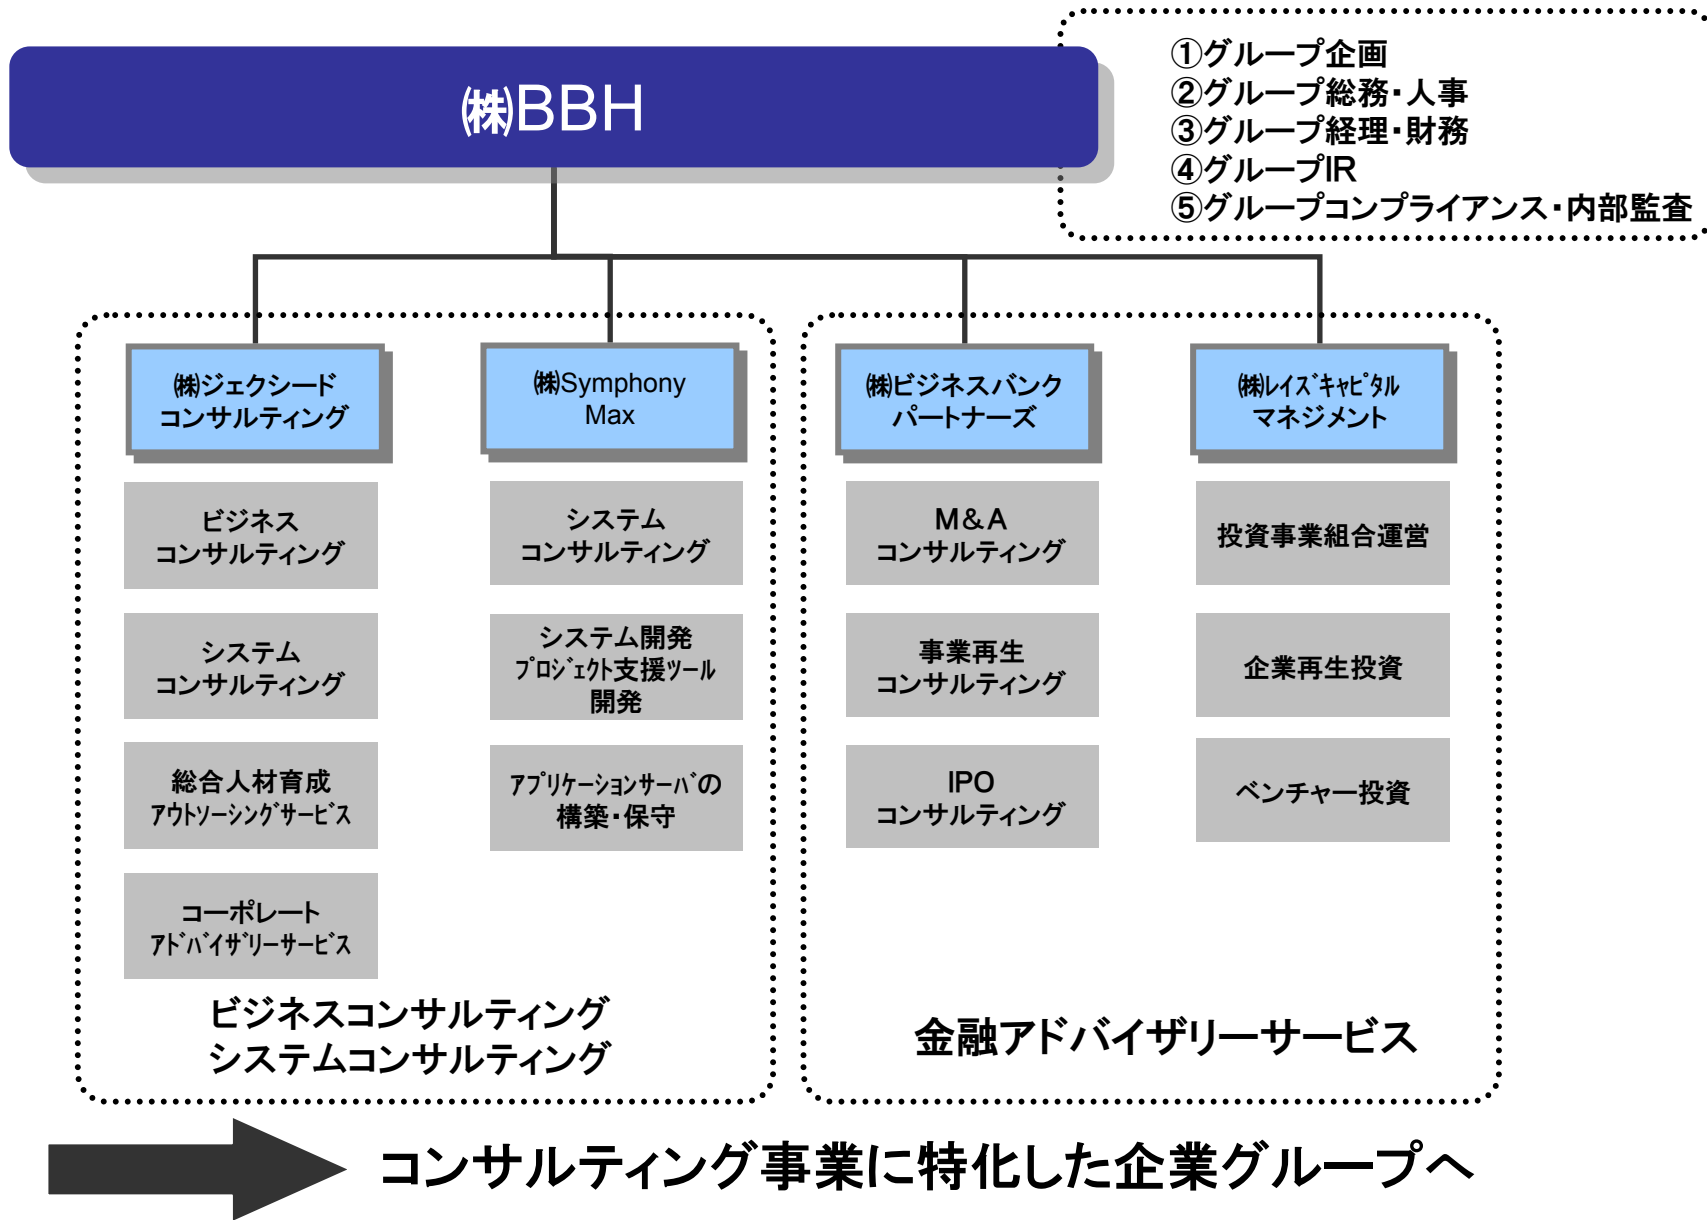 ㈱BBH
①グループ企画
②グループ総務・人事
③グループ経理・財務
④グループIR
⑤グループコンプライアンス・内部監査
㈱ジェクシード
コンサルティング
ビジネス
コンサルティング
システム
コンサルティング
総合人材育成
ｱｳﾄｿｰｼﾝｸﾞｻｰﾋﾞｽ
コーポレート
ｱﾄﾞﾊﾞｲｻﾞﾘｰｻｰﾋﾞｽ
㈱Symphony
Max
システム
コンサルティング
システム開発
ﾌﾟﾛｼﾞｪｸﾄ支援ﾂｰﾙ
開発
ｱﾌﾟﾘｹｰｼｮﾝｻｰﾊﾞの
構築・保守
ビジネスコンサルティング
システムコンサルティング
㈱ビジネスバンク
パートナーズ
M＆A
コンサルティング
事業再生
コンサルティング
IPO
コンサルティング
㈱ﾚｲｽﾞｷｬﾋﾟﾀﾙ
マネジメント
投資事業組合運営
企業再生投資
ベンチャー投資
金融アドバイザリーサービス
コンサルティング事業に特化した企業グループへ